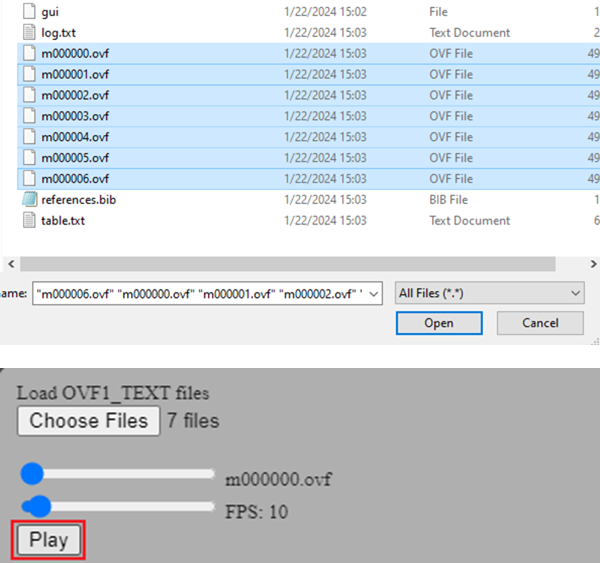 gui 1/22/2024 15:02 File 1
log.txt 1/22/2024 15:03 Text Document 2
m000000.ovf 1/22/2024 15:03 OVF File 49
m000001.ovf 1/22/2024 15:03 OVF File 49
m000002.ovf 1/22/2024 15:03 OVF File 49
m000003.ovf 1/22/2024 15:03 OVF File 49
m000004.ovf 1/22/2024 15:03 OVF File 49
m000005.ovf 1/22/2024 15:03 OVF File 49
m000006.ovf 1/22/2024 15:03 OVF File 49
references.bib 1/22/2024 15:03 BIB File 1
table.txt 1/22/2024 15:03 Text Document 6
ame: "m000006.ovf" "m000000.ovf" "m000001.ovf" "m000002.ovf" ' All Files (*.*)
Open Cancel
Load OVF1_TEXT files
Choose Files 7 files
m000000.ovf
FPS: 10
Play